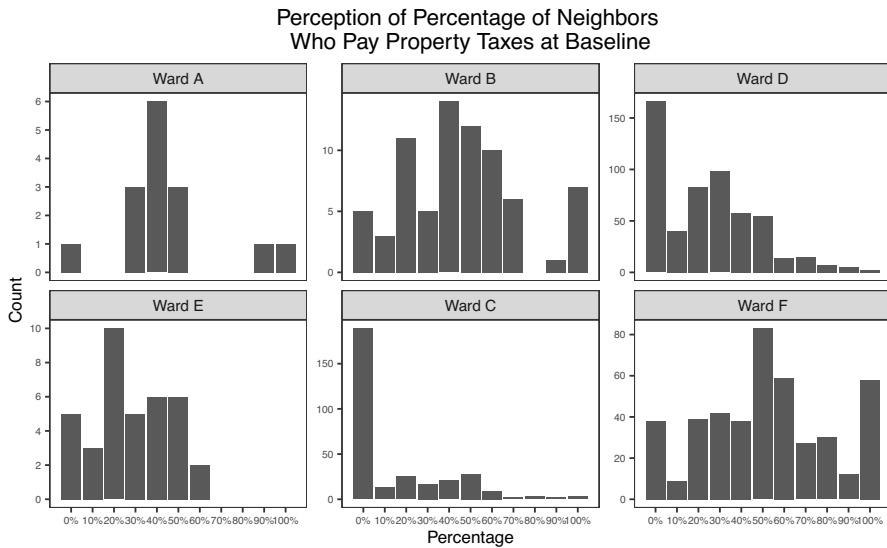 Perception of Percentage of Neighbors
Who Pay Property Taxes at Baseline
Ward A
Ward B
Ward D
6
5
4
3
2
1
0
10
5
0
150
100
50
0
Count
Ward E
Ward C
Ward F
10
8
6
4
2
0
150
100
50
0
80
60
40
20
0
0% 10% 20% 30% 40% 50% 60% 70% 80% 90% 100%
0% 10% 20% 30% 40% 50% 60% 70% 80% 90% 100%
0% 10% 20% 30% 40% 50% 60% 70% 80% 90% 100%
Percentage